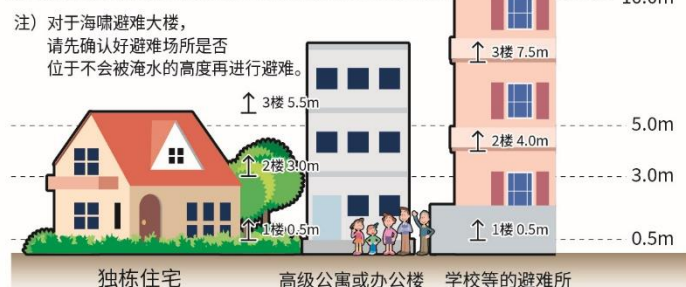 10.0m
注）对于海啸避难大楼，
请先确认好避难场所是否
位于不会被淹水的高度再进行避难。
3楼 7.5m
3楼 5.5m
5.0m
2楼 4.0m
2楼3.0m
3.0m
1楼0.5m
1楼 0.5m
0.5m
独栋住宅
高级公寓或办公楼
学校等的避难所